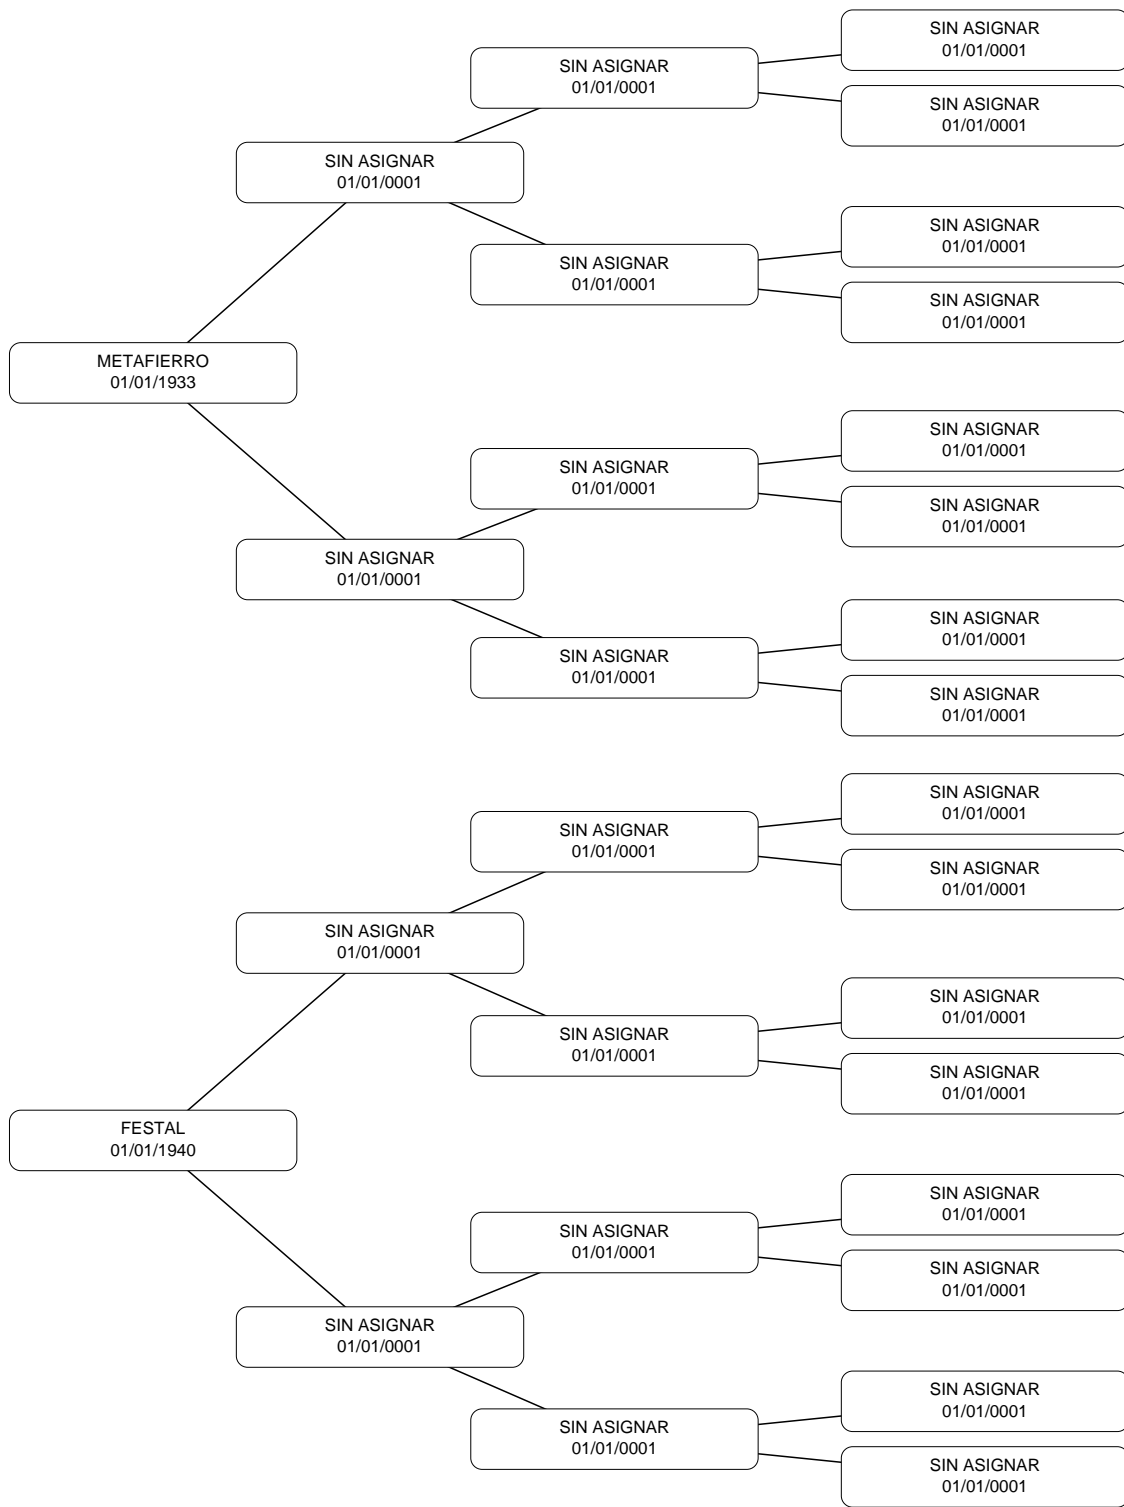 SIN ASIGNAR
01/01/0001
SIN ASIGNAR
01/01/0001
SIN ASIGNAR
01/01/0001
SIN ASIGNAR
01/01/0001
SIN ASIGNAR
01/01/0001
SIN ASIGNAR
01/01/0001
SIN ASIGNAR
01/01/0001
METAFIERRO
01/01/1933
SIN ASIGNAR
01/01/0001
SIN ASIGNAR
01/01/0001
SIN ASIGNAR
01/01/0001
SIN ASIGNAR
01/01/0001
SIN ASIGNAR
01/01/0001
SIN ASIGNAR
01/01/0001
SIN ASIGNAR
01/01/0001
SIN ASIGNAR
01/01/0001
SIN ASIGNAR
01/01/0001
SIN ASIGNAR
01/01/0001
SIN ASIGNAR
01/01/0001
SIN ASIGNAR
01/01/0001
SIN ASIGNAR
01/01/0001
SIN ASIGNAR
01/01/0001
FESTAL
01/01/1940
SIN ASIGNAR
01/01/0001
SIN ASIGNAR
01/01/0001
SIN ASIGNAR
01/01/0001
SIN ASIGNAR
01/01/0001
SIN ASIGNAR
01/01/0001
SIN ASIGNAR
01/01/0001
SIN ASIGNAR
01/01/0001